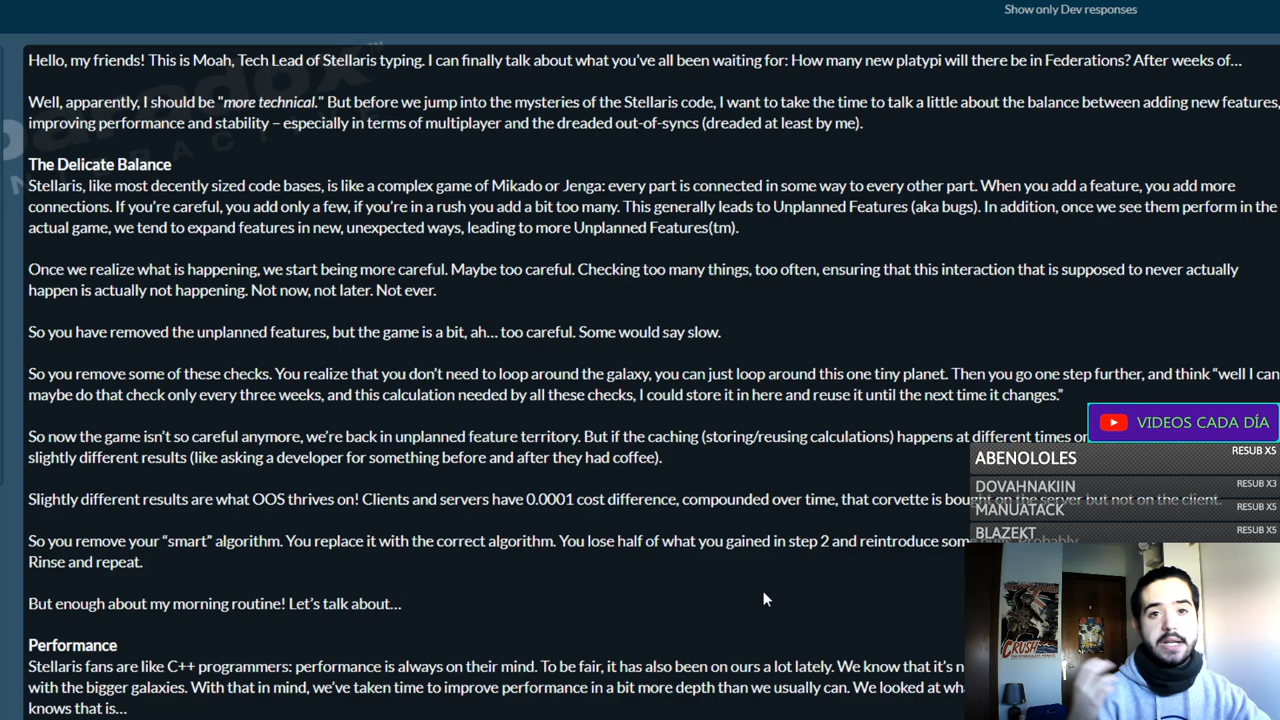 Show only Dev responses
Hello, my friends! This is Moah, Tech Lead of Stellaris typing. I can finally talk about what you've all been waiting for: How many new platypi will there be in Federations? After weeks of…
Well, apparently, I should be "more technical." But before we jump into the mysteries of the Stellaris code, I want to take the time to talk a little about the balance between adding new features,
improving performance and stability – especially in terms of multiplayer and the dreaded out-of-syncs (dreaded at least by me).
The Delicate Balance
Stellaris, like most decently sized code bases, is like a complex game of Mikado or Jenga: every part is connected in some way to every other part. When you add a feature, you add more
connections. If you're careful, you add only a few, if you're in a rush you add a bit too many. This generally leads to Unplanned Features (aka bugs). In addition, once we see them perform in the
actual game, we tend to expand features in new, unexpected ways, leading to more Unplanned Features(tm).
Once we realize what is happening, we start being more careful. Maybe too careful. Checking too many things, too often, ensuring that this interaction that is supposed to never actually
happen is actually not happening. Not now, not later. Not ever.
So you have removed the unplanned features, but the game is a bit, ah… too careful. Some would say slow.
So you remove some of these checks. You realize that you don't need to loop around the galaxy, you can just loop around this one tiny planet. Then you go one step further, and think “well I can
maybe do that check only every three weeks, and this calculation needed by all these checks, I could store it in here and reuse it until the next time it changes.”
VIDEOS CADA DÍA
So now the game isn't so careful anymore, we're back in unplanned feature territory. But if the caching (storing/reusing calculations) happens at different times
slightly different results (like asking a developer for something before and after they had coffee).
ABENOLOLES RESUB X5
DOVAHNAKIIN RESUB X3
Slightly different results are what OOS thrives on! Clients and servers have 0.0001 cost difference, compounded over time, that corvette is bought on the server but not on the client.
MANUATACK RESUB X5
BLAZEKT RESUB X5
So you remove your “smart” algorithm. You replace it with the correct algorithm. You lose half of what you gained in step 2 and reintroduce Probably.
Rinse and repeat.
But enough about my morning routine! Let's talk about…
Performance
Stellaris fans are like C++ programmers: performance is always on their mind. To be fair, it has also been on ours a lot lately. We know that it's
with the bigger galaxies. With that in mind, we've taken time to improve performance in a bit more depth than we usually can. We looked at
knows that is…
CRUSH